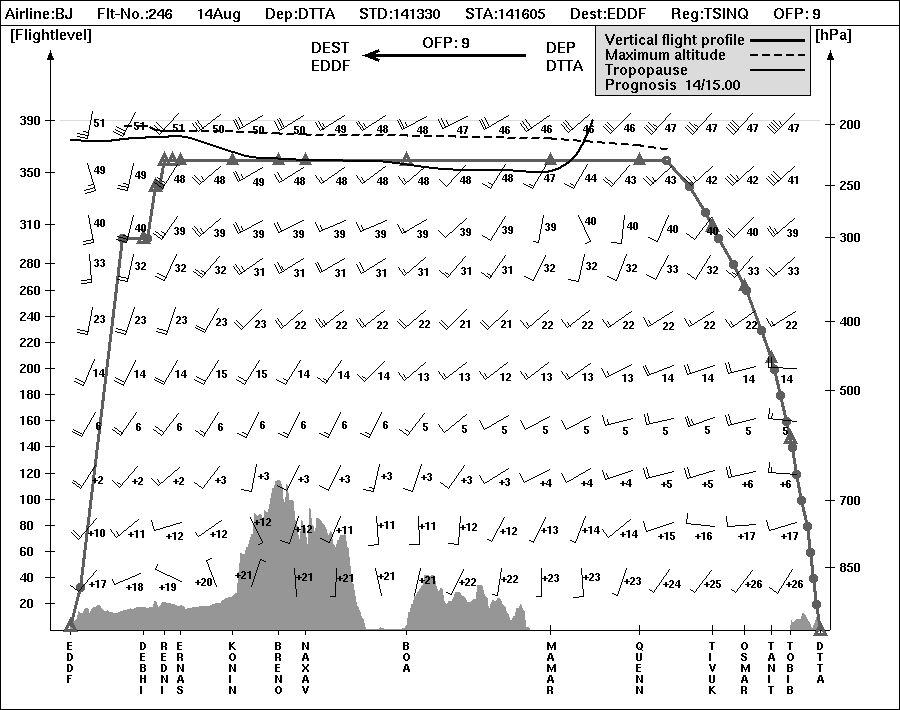 Airline:BJ Flt-No.:246 14Aug Dep:DTTA STD:141330 STA:141605 Dest:EDDF Reg:TSINQ OFP: 9
[Flightlevel] [hPa]
DEST OFP: 9 DEP
EDDF DTTA
Vertical flight profile
Maximum altitude
Tropopause
Prognosis 14/15.00
390 51 51 51 50 50 50 49 48 48 47 46 46 46 46 47 47 47 47 200
350 49 49 48 48 49 48 48 48 48 48 48 47 44 43 43 42 42 41 250
310 40 40 39 39 39 39 39 39 39 39 39 39 40 40 40 40 40 39 300
280 33 32 32 32 31 31 31 31 31 31 31 32 32 32 33 32 33 33
260
240 23 23 23 23 23 22 22 22 22 21 21 22 22 22 22 22 22 22 400
220
200 14 14 14 15 15 14 14 14 13 13 12 13 13 13 14 14 14 14 500
180
160 6 6 6 6 6 6 6 6 5 5 5 5 5 5 5 5 5 5
140
120 +2 +2 +2 +3 +3 +3 +3 +3 +3 +3 +3 +4 +4 +4 +5 +5 +6 +6
100 700
80 +10 +11 +12 +12 +12 +12 +11 +11 +11 +12 +12 +13 +14 +14 +15 +16 +17 +17
60
40 +17 +18 +19 +20 +21 +21 +21 +21 +21 +22 +22 +23 +23 +23 +24 +25 +26 +26 850
20
EDDF
DEBHI
REDNI
ERNAS
KONIN
BRENO
NAXAV
BOA
MAMAR
QUENN
TIVUK
OSMAR
TANIT
TOBIB
DTTA